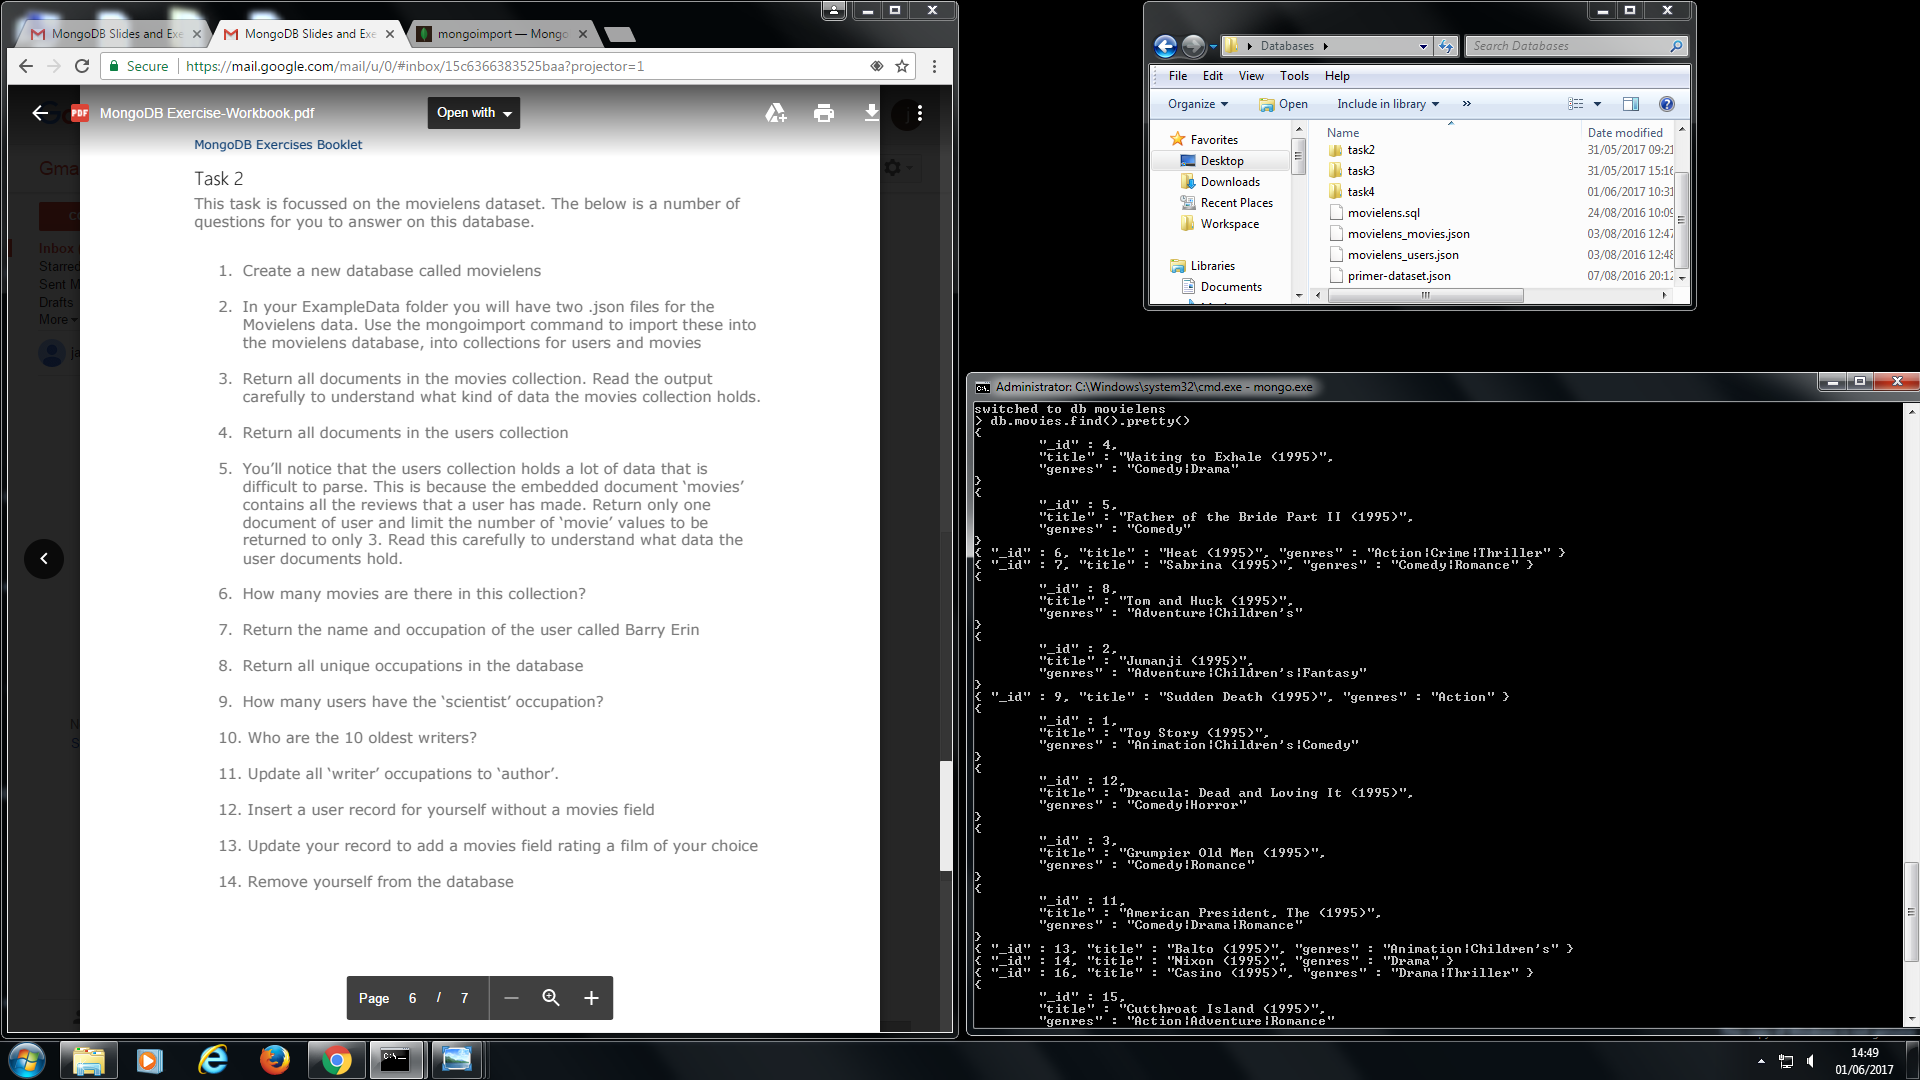 MongoDB Slides and Exe
MongoDB Slides and Exe
mongoimport — Mongo
Secure
https://mail.google.com/mail/u/0/#inbox/15c6366383525baa?projector=1
PDF
MongoDB Exercise-Workbook.pdf
Open with
MongoDB Exercises Booklet
Gma
Inbox
Starred
Sent M
Drafts
More
Task 2
This task is focussed on the movielens dataset. The below is a number of
questions for you to answer on this database.
1. Create a new database called movielens
2. In your ExampleData folder you will have two .json files for the
Movielens data. Use the mongoimport command to import these into
the movielens database, into collections for users and movies
3. Return all documents in the movies collection. Read the output
carefully to understand what kind of data the movies collection holds.
4. Return all documents in the users collection
5. You’ll notice that the users collection holds a lot of data that is
difficult to parse. This is because the embedded document ‘movies’
contains all the reviews that a user has made. Return only one
document of user and limit the number of ‘movie’ values to be
returned to only 3. Read this carefully to understand what data the
user documents hold.
6. How many movies are there in this collection?
7. Return the name and occupation of the user called Barry Erin
8. Return all unique occupations in the database
9. How many users have the ‘scientist’ occupation?
10. Who are the 10 oldest writers?
11. Update all ‘writer’ occupations to ‘author’.
12. Insert a user record for yourself without a movies field
13. Update your record to add a movies field rating a film of your choice
14. Remove yourself from the database
Page 6 / 7
Databases
Search Databases
File Edit View Tools Help
Organize Open Include in library »
Favorites
Desktop
Downloads
Recent Places
Workspace
Libraries
Documents
Name Date modified
task2 31/05/2017 09:21
task3 31/05/2017 15:16
task4 01/06/2017 10:31
movielens.sql 24/08/2016 10:09
movielens_movies.json 03/08/2016 12:47
movielens_users.json 03/08/2016 12:48
primer-dataset.json 07/08/2016 20:12
Administrator: C:\Windows\system32\cmd.exe - mongo.exe
switched to db movielens
> db.movies.find().pretty()
{
"_id" : 4,
"title" : "Waiting to Exhale (1995)",
"genres" : "Comedy|Drama"
}
{
"_id" : 5,
"title" : "Father of the Bride Part II (1995)",
"genres" : "Comedy"
}
{ "_id" : 6, "title" : "Heat (1995)", "genres" : "Action|Crime|Thriller" }
{ "_id" : 7, "title" : "Sabrina (1995)", "genres" : "Comedy|Romance" }
{
"_id" : 8,
"title" : "Tom and Huck (1995)",
"genres" : "Adventure|Children's"
}
{
"_id" : 2,
"title" : "Jumanji (1995)",
"genres" : "Adventure|Children's|Fantasy"
}
{ "_id" : 9, "title" : "Sudden Death (1995)", "genres" : "Action" }
{
"_id" : 1,
"title" : "Toy Story (1995)",
"genres" : "Animation|Children's|Comedy"
}
{
"_id" : 12,
"title" : "Dracula: Dead and Loving It (1995)",
"genres" : "Comedy|Horror"
}
{
"_id" : 3,
"title" : "Grumpier Old Men (1995)",
"genres" : "Comedy|Romance"
}
{
"_id" : 11,
"title" : "American President, The (1995)",
"genres" : "Comedy|Drama|Romance"
}
{ "_id" : 13, "title" : "Balto (1995)", "genres" : "Animation|Children's" }
{ "_id" : 14, "title" : "Nixon (1995)", "genres" : "Drama" }
{ "_id" : 16, "title" : "Casino (1995)", "genres" : "Drama|Thriller" }
{
"_id" : 15,
"title" : "Cutthroat Island (1995)",
"genres" : "Action|Adventure|Romance"
14:49
01/06/2017